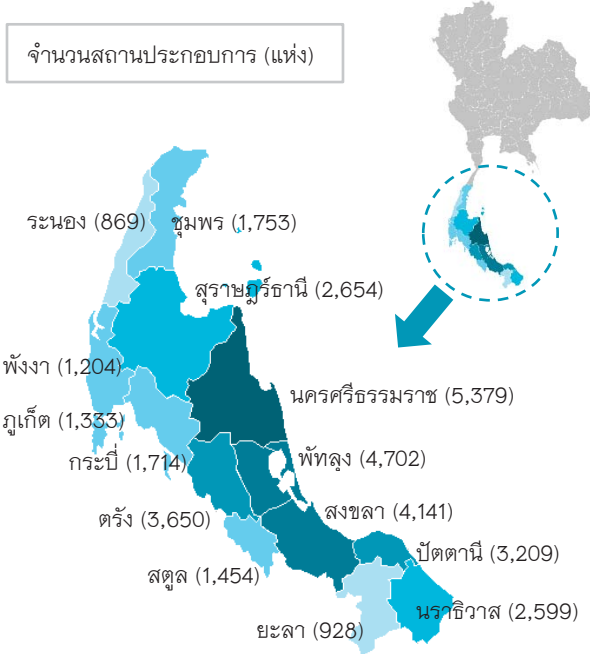 จำนวนสถานประกอบการ (แห่ง)
ระนอง (869)
ชุมพร (1,753)
สุราษฎร์ธานี (2,654)
พังงา (1,204)
นครศรีธรรมราช (5,379)
ภูเก็ต (1,333)
กระบี่ (1,714)
พัทลุง (4,702)
ตรัง (3,650)
สงขลา (4,141)
ปัตตานี (3,209)
สตูล (1,454)
นราธิวาส (2,599)
ยะลา (928)